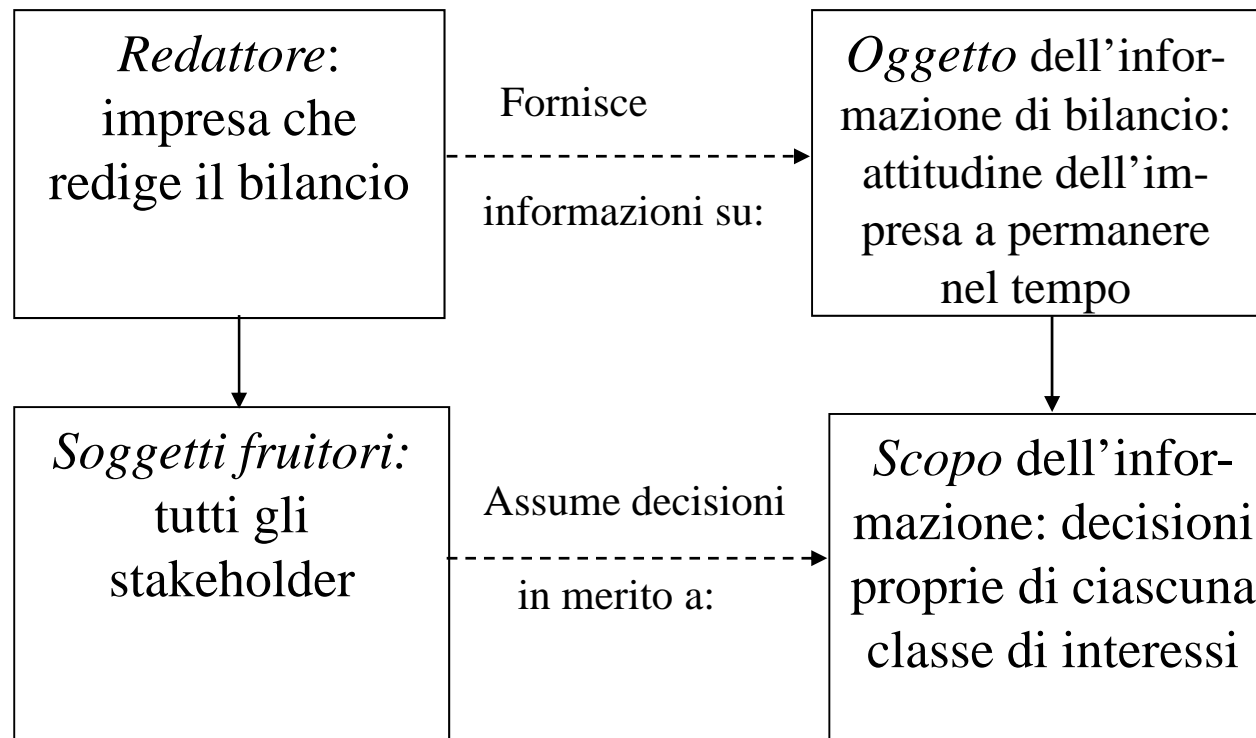 Redattore:
impresa che
redige il bilancio
Fornisce
informazioni su:
Oggetto dell’infor-
mazione di bilancio:
attitudine dell’im-
presa a permanere
nel tempo
Soggetti fruitori:
tutti gli
stakeholder
Assume decisioni
in merito a:
Scopo dell’infor-
mazione: decisioni
proprie di ciascuna
classe di interessi